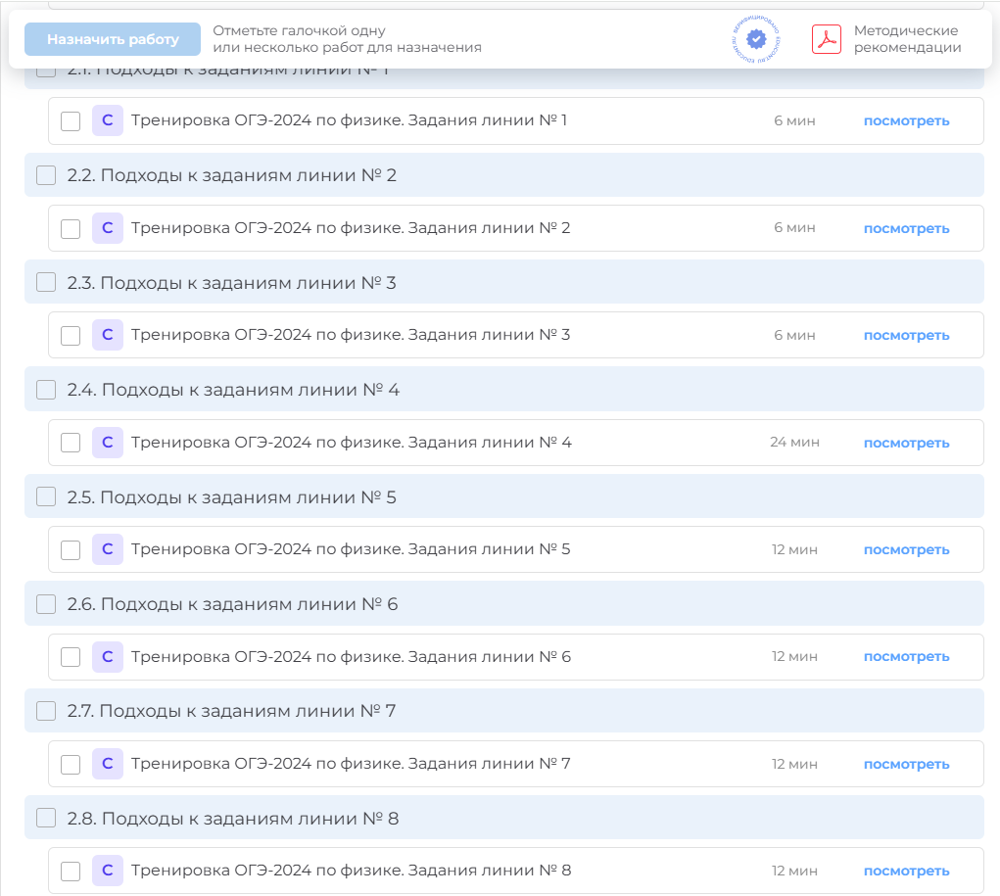 Назначить работу
Отметьте галочкой одну
или несколько работ для назначения
Методические
рекомендации
2.1. Подходы к заданиям линии № 1
С Тренировка ОГЭ-2024 по физике. Задания линии № 1 6 мин посмотреть
2.2. Подходы к заданиям линии № 2
С Тренировка ОГЭ-2024 по физике. Задания линии № 2 6 мин посмотреть
2.3. Подходы к заданиям линии № 3
С Тренировка ОГЭ-2024 по физике. Задания линии № 3 6 мин посмотреть
2.4. Подходы к заданиям линии № 4
С Тренировка ОГЭ-2024 по физике. Задания линии № 4 24 мин посмотреть
2.5. Подходы к заданиям линии № 5
С Тренировка ОГЭ-2024 по физике. Задания линии № 5 12 мин посмотреть
2.6. Подходы к заданиям линии № 6
С Тренировка ОГЭ-2024 по физике. Задания линии № 6 12 мин посмотреть
2.7. Подходы к заданиям линии № 7
С Тренировка ОГЭ-2024 по физике. Задания линии № 7 12 мин посмотреть
2.8. Подходы к заданиям линии № 8
С Тренировка ОГЭ-2024 по физике. Задания линии № 8 12 мин посмотреть